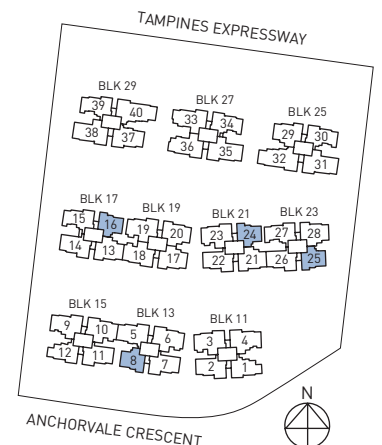 TAMPINES EXPRESSWAY
BLK 29
39 40
38 37
BLK 27
33 34
36 35
BLK 25
29 30
32 31
BLK 17
15 16
14 13
BLK 19
19 20
18 17
BLK 21
23 24
22 21
BLK 23
27 28
26 25
BLK 15
9 10
12 11
BLK 13
5 6
8 7
BLK 11
3 4
2 1
N
ANCHORVALE CRESCENT